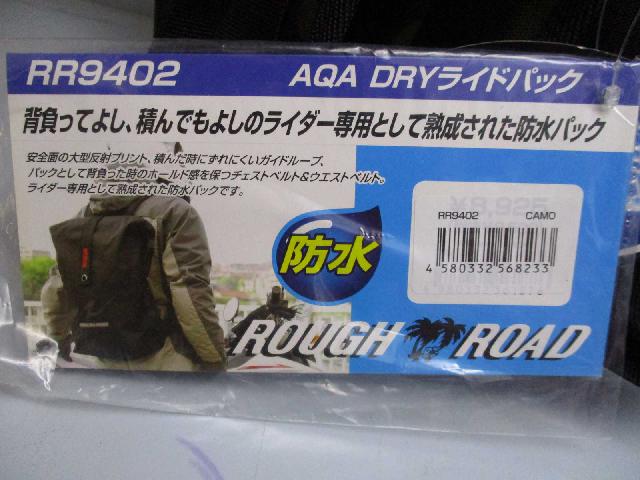 RR9402 AQA DRYライドパック
背負ってよし、積んでもよしのライダー専用として熟成された防水パック
安全面の大型反射プリント、積んだ時にずれにくいガイドループ、
パックとして背負った時のホールド感を保つチェストベルト&ウエストベルト。
ライダー専用として熟成された防水パックです。
RR9402 CAMO
4 580332 568233
防水
ROUGH ROAD